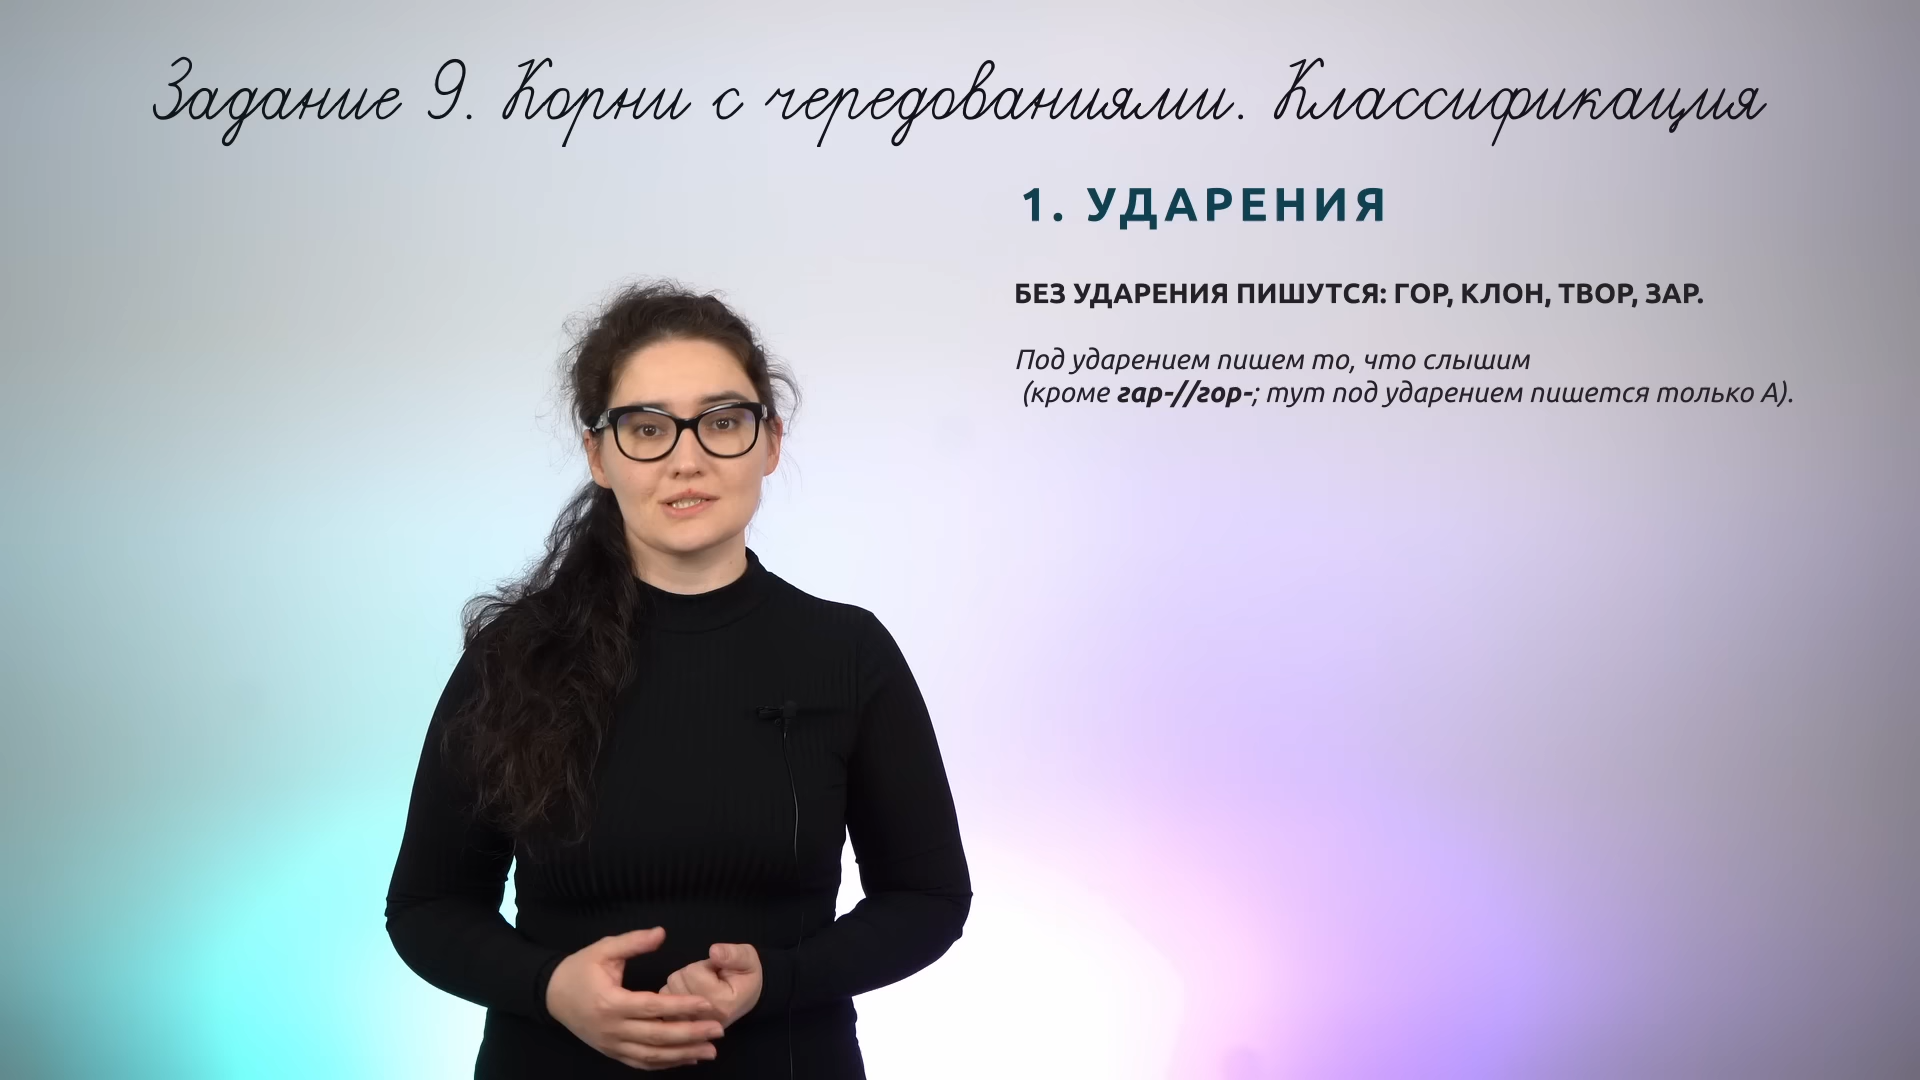 Задание 9. Корни с чередованиями. Классификация
1. УДАРЕНИЯ
БЕЗ УДАРЕНИЯ ПИШУТСЯ: ГОР, КЛОН, ТВОР, ЗАР.
Под ударением пишем то, что слышим
(кроме гар-//гор-; тут под ударением пишется только А).